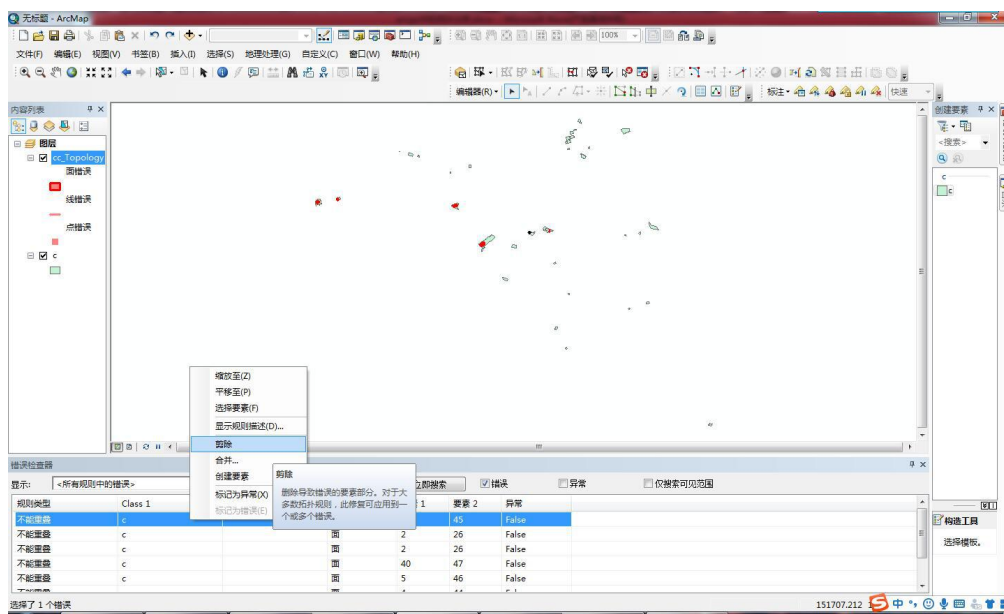 无标题 - ArcMap
文件(F) 编辑(E) 视图(V) 书签(B) 插入(I) 选择(S) 地理处理(G) 自定义(C) 窗口(W) 帮助(H)
100%
编辑器(R)
标注
快速
内容列表
图层
cc_Topology
面错误
线错误
点错误
c
创建要素
<搜索>
c
c
缩放至(Z)
平移至(P)
选择要素(F)
显示规则描述(D)...
剪除
合并...
创建要素
标记为异常(X)
标记为错误(E)
剪除
删除导致错误的要素部分。对于大
多数拓扑规则，此修复可应用到一
个或多个错误。
错误检查器
显示: <所有规则中的错误> 立即搜索 错误 异常 仅搜索可见范围
规则类型 Class 1 1 要素 2 异常
不能重叠 c 45 False
不能重叠 c 面 2 26 False
不能重叠 c 面 2 26 False
不能重叠 c 面 40 47 False
不能重叠 c 面 5 46 False
构造工具
选择模板。
选择了 1 个错误
151707.212
中